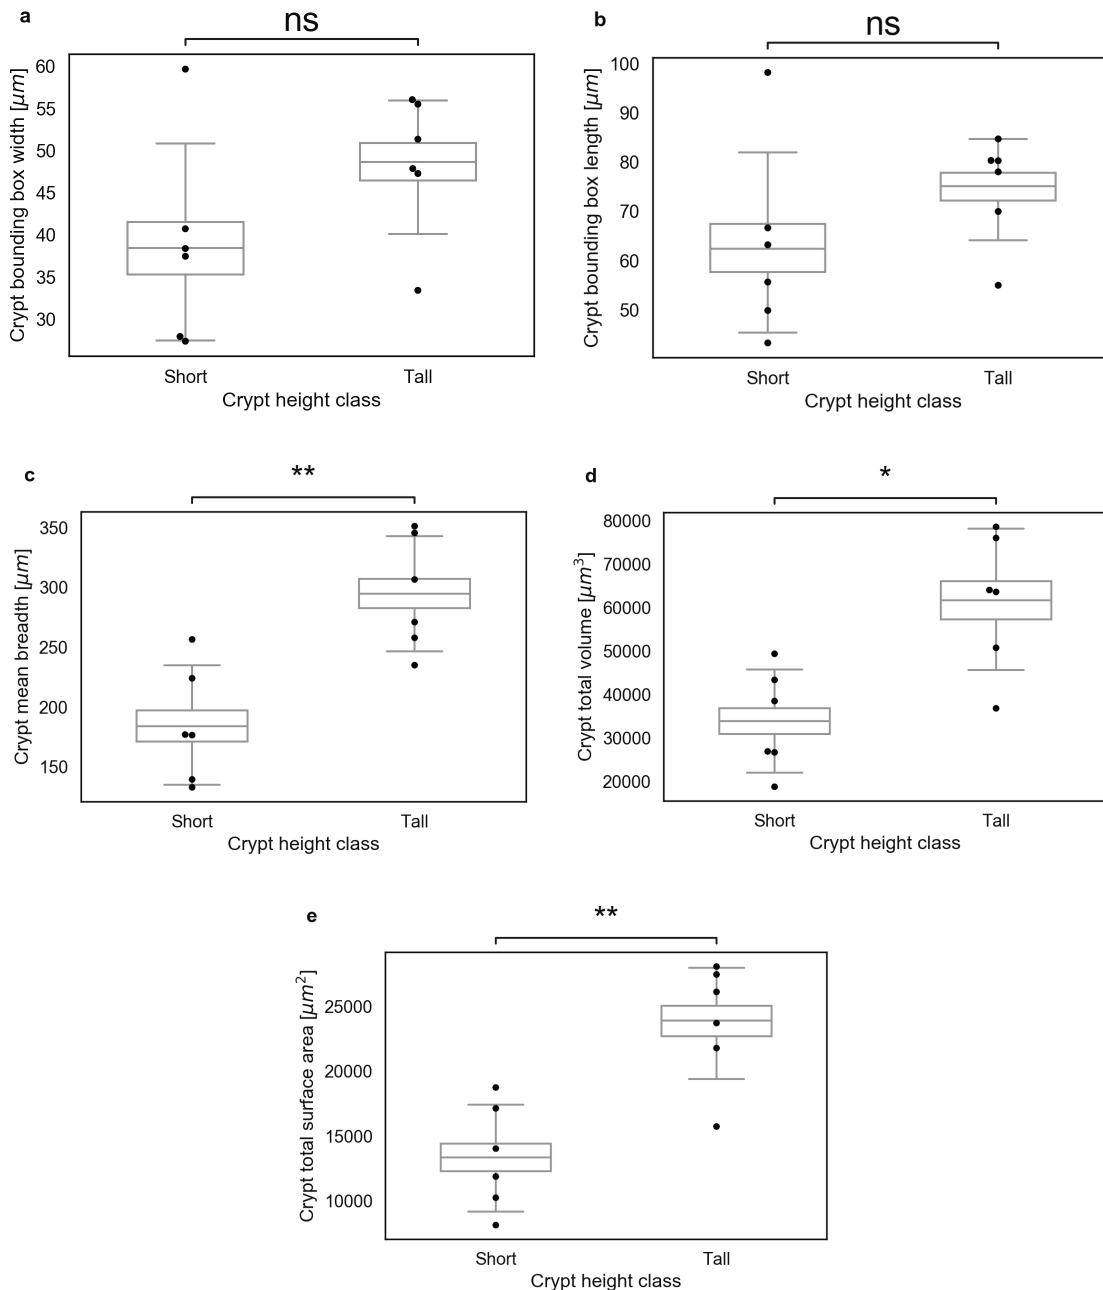 a
ns
Crypt bounding box width [μm]
60
55
50
45
40
35
30
Short
Tall
Crypt height class
b
ns
Crypt bounding box length [μm]
100
90
80
70
60
50
Short
Tall
Crypt height class
c
**
Crypt mean breadth [μm]
350
300
250
200
150
Short
Tall
Crypt height class
d
*
Crypt total volume [μm³]
80000
70000
60000
50000
40000
30000
20000
Short
Tall
Crypt height class
e
**
Crypt total surface area [μm²]
25000
20000
15000
10000
Short
Tall
Crypt height class